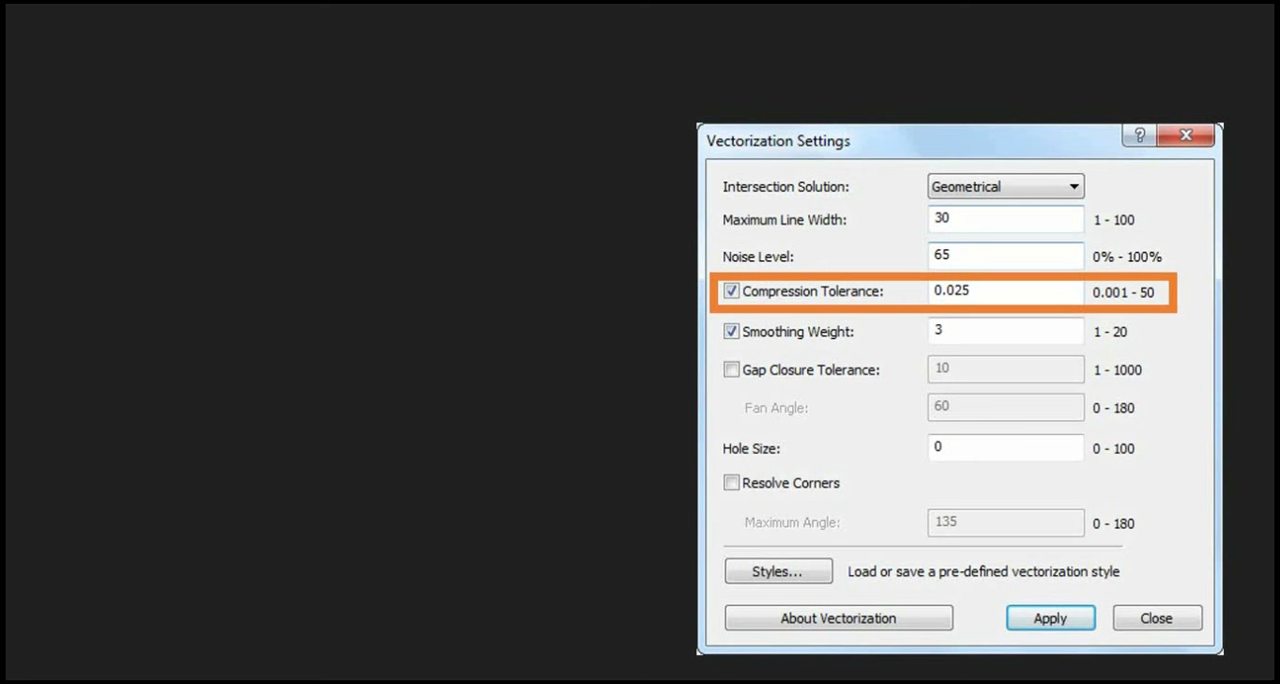 Vectorization Settings
Intersection Solution: Geometrical
Maximum Line Width: 30 1 - 100
Noise Level: 65 0% - 100%
Compression Tolerance: 0.025 0.001 - 50
Smoothing Weight: 3 1 - 20
Gap Closure Tolerance: 10 1 - 1000
Fan Angle: 60 0 - 180
Hole Size: 0 0 - 100
Resolve Corners
Maximum Angle: 135 0 - 180
Styles... Load or save a pre-defined vectorization style
About Vectorization Apply Close